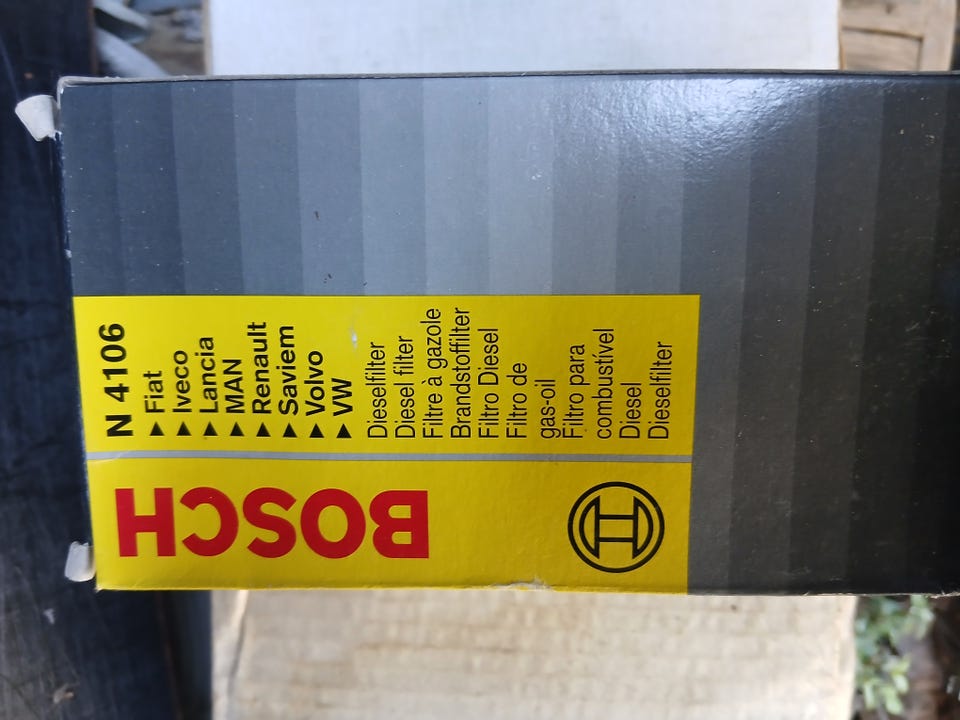 N 4106
► Fiat
► Iveco
► Lancia
► MAN
► Renault
► Saviem
► Volvo
► VW
Dieselfilter
Diesel filter
Filtre à gazole
Brandstoffilter
Filtro Diesel
Filtro de
gas-oil
Filtro para
combustível
Diesel
Dieselfilter
BOSCH